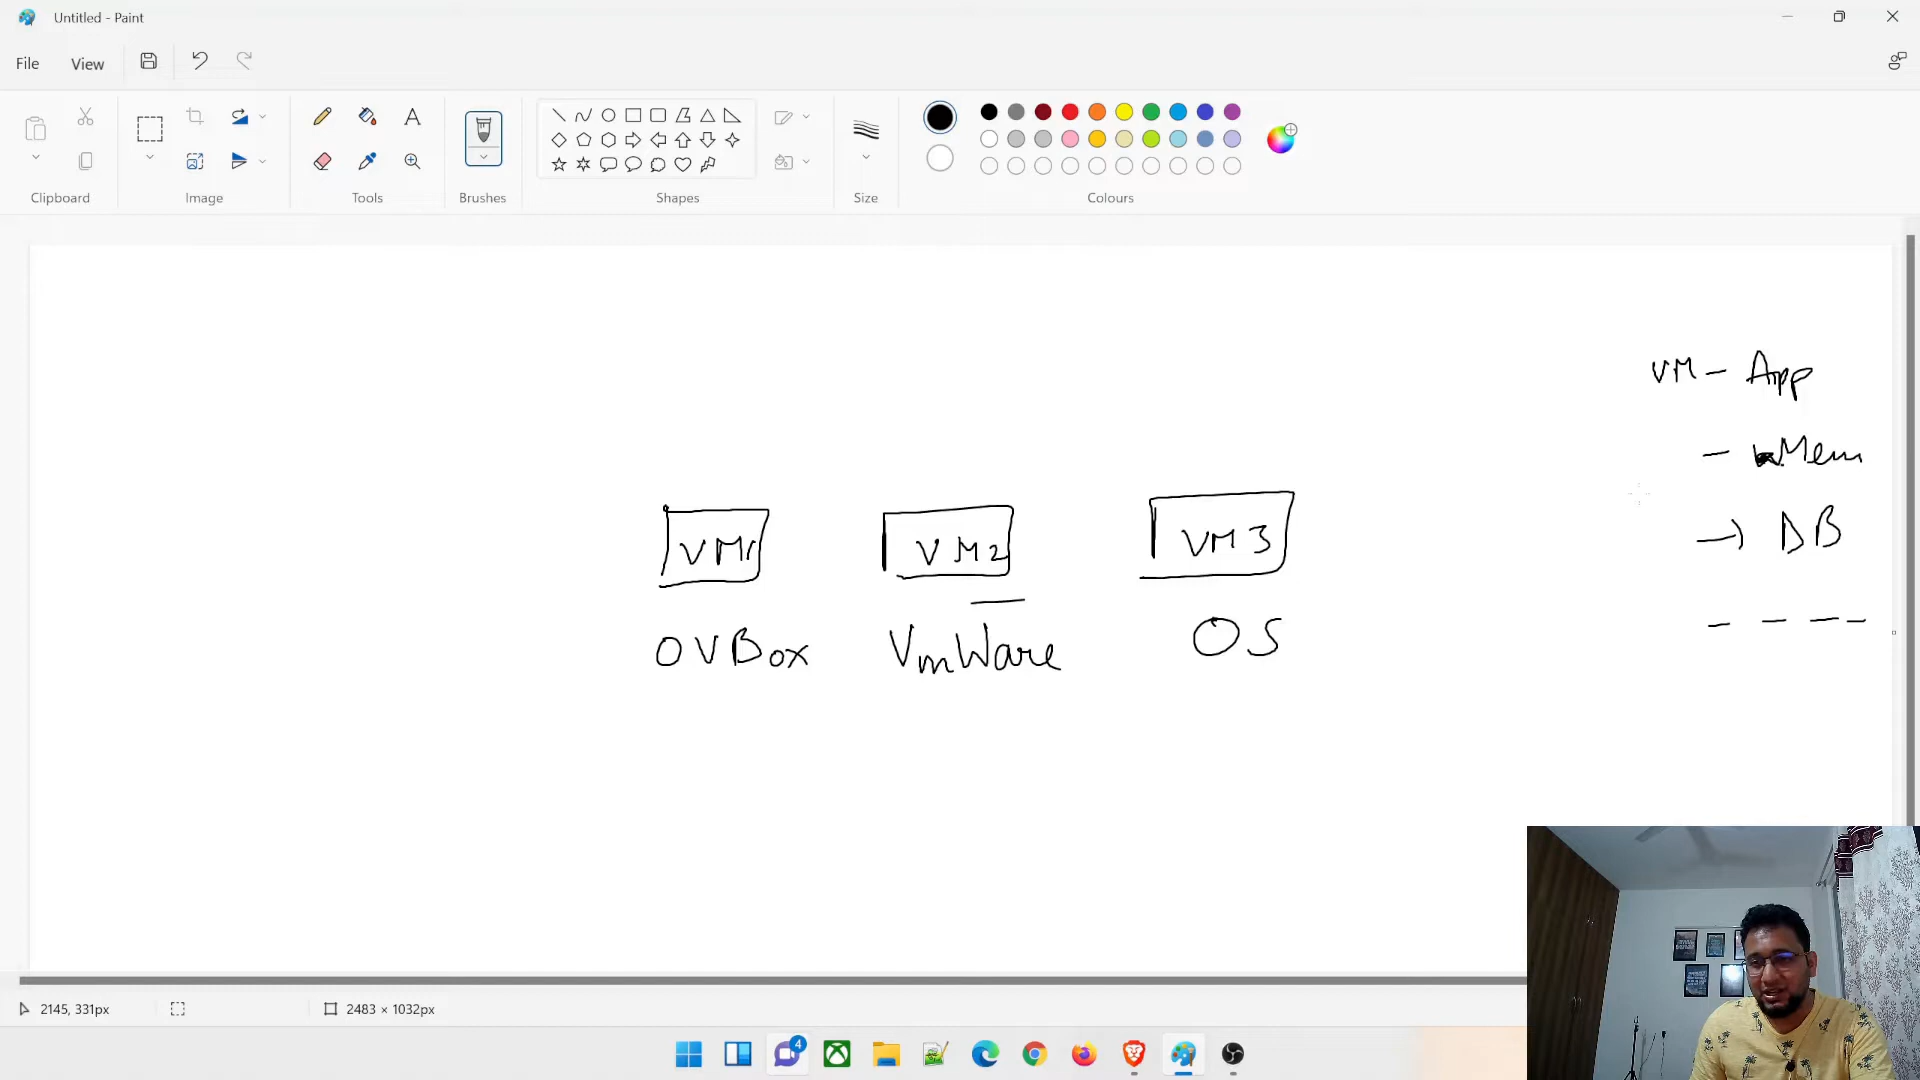 Untitled - Paint
File
View
Clipboard
Image
Tools
Brushes
Shapes
Size
Colours
VM - App
- Mem
→ DB
- - - -
VM1
VM2
VM3
OVBox
VmWare
OS
2145, 331px
2483 × 1032px
4